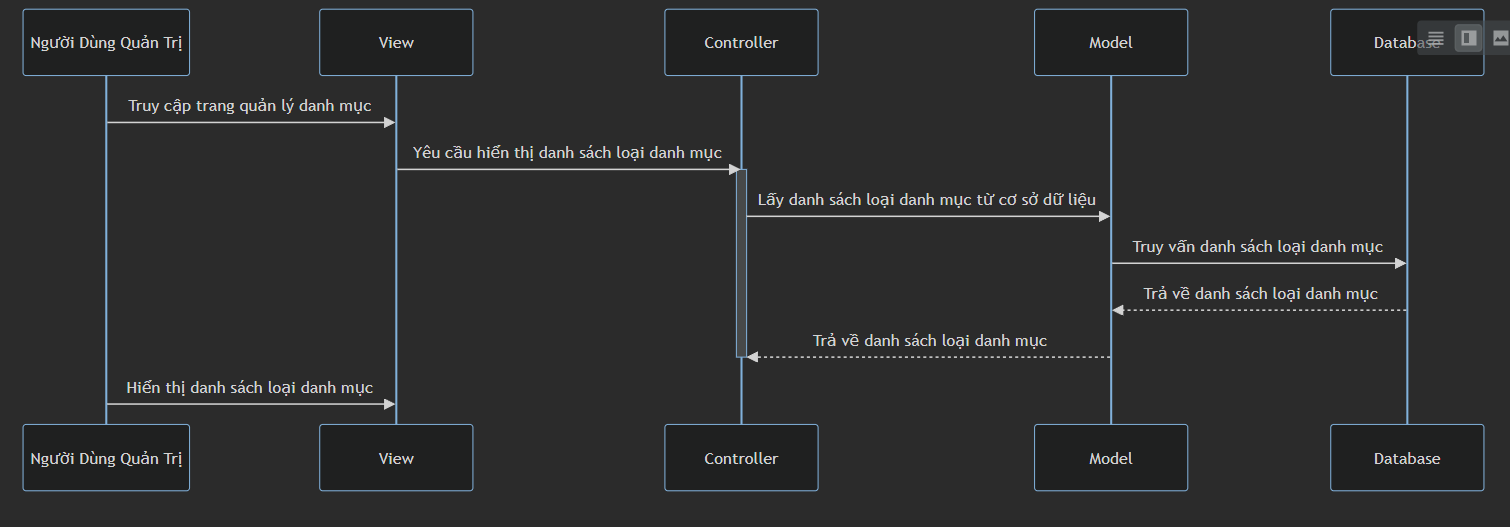 Người Dùng Quản Trị
View
Controller
Model
Database
Truy cập trang quản lý danh mục
Yêu cầu hiển thị danh sách loại danh mục
Lấy danh sách loại danh mục từ cơ sở dữ liệu
Truy vấn danh sách loại danh mục
Trả về danh sách loại danh mục
Trả về danh sách loại danh mục
Hiển thị danh sách loại danh mục
Người Dùng Quản Trị
View
Controller
Model
Database